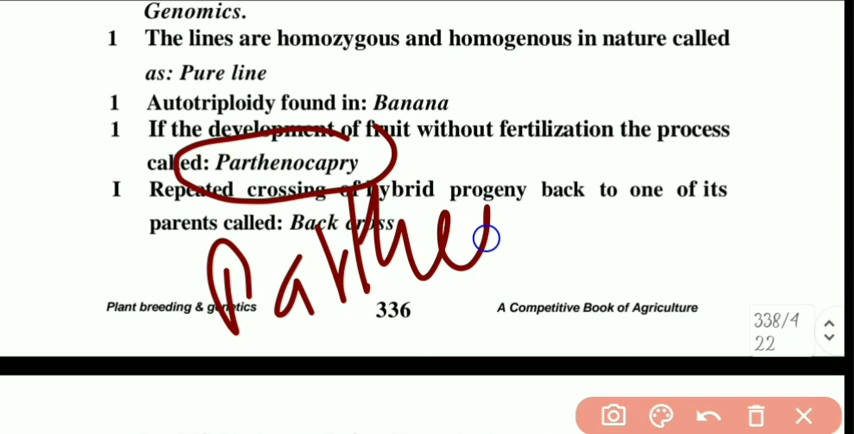 Genomics.
1 The lines are homozygous and homogenous in nature called
as: Pure line
1 Autotriploidy found in: Banana
1 If the development of fruit without fertilization the process
called: Parthenocapry
I Repeated crossing of hybrid progeny back to one of its
parents called: Back cross
Parthe
Plant breeding & genetics 336 A Competitive Book of Agriculture
338/4
22